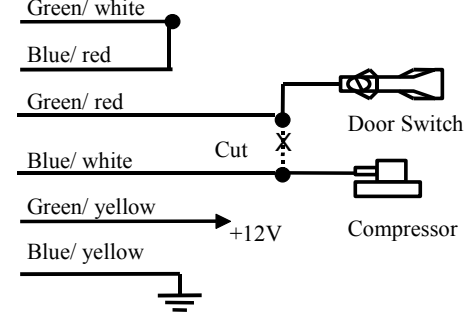 Green/ white
Blue/ red
Green/ red
Door Switch
Cut
X
Blue/ white
Green/ yellow
+12V
Compressor
Blue/ yellow